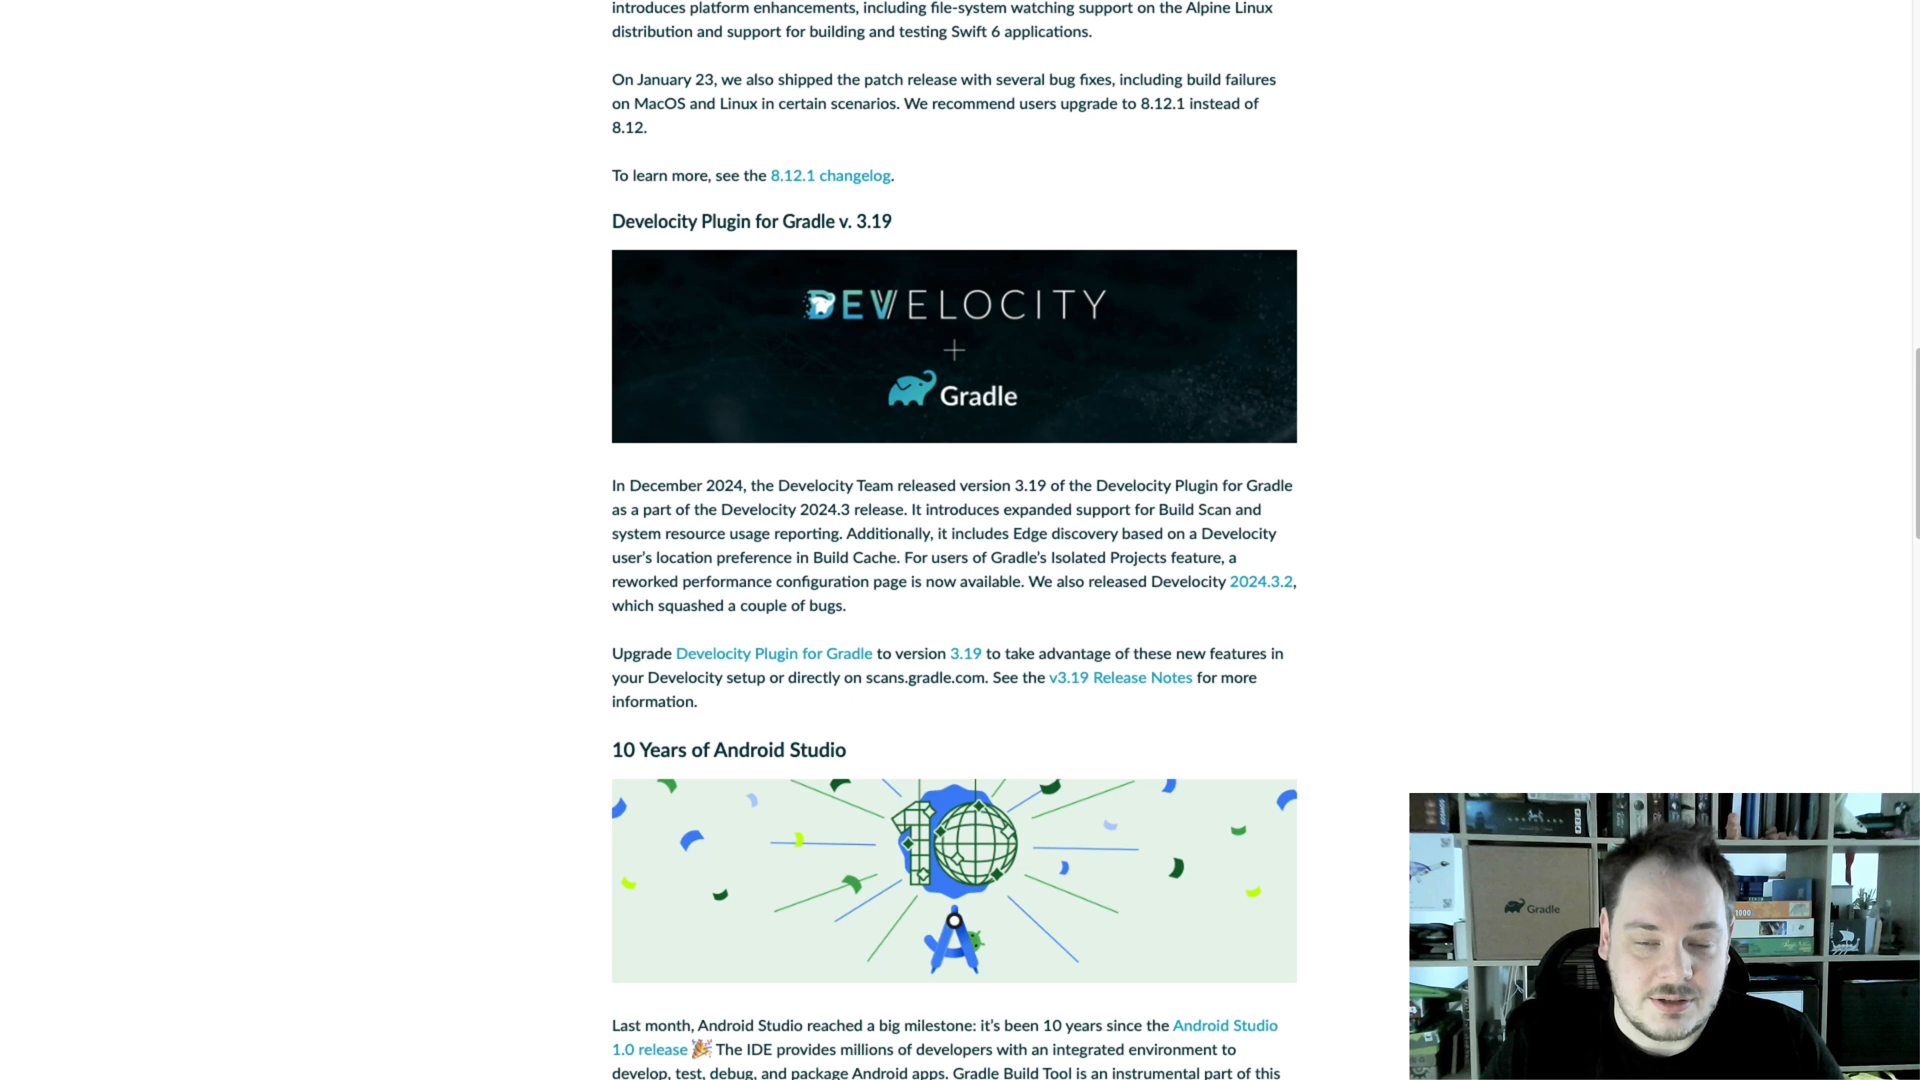 introduces platform enhancements, including file-system watching support on the Alpine Linux
distribution and support for building and testing Swift 6 applications.
On January 23, we also shipped the patch release with several bug fixes, including build failures
on MacOS and Linux in certain scenarios. We recommend users upgrade to 8.12.1 instead of
8.12.
To learn more, see the 8.12.1 changelog.
Develocity Plugin for Gradle v. 3.19
DEVELOCITY
+
Gradle
In December 2024, the Develocity Team released version 3.19 of the Develocity Plugin for Gradle
as a part of the Develocity 2024.3 release. It introduces expanded support for Build Scan and
system resource usage reporting. Additionally, it includes Edge discovery based on a Develocity
user’s location preference in Build Cache. For users of Gradle’s Isolated Projects feature, a
reworked performance configuration page is now available. We also released Develocity 2024.3.2,
which squashed a couple of bugs.
Upgrade Develocity Plugin for Gradle to version 3.19 to take advantage of these new features in
your Develocity setup or directly on scans.gradle.com. See the v3.19 Release Notes for more
information.
10 Years of Android Studio
10
Last month, Android Studio reached a big milestone: it’s been 10 years since the Android Studio
1.0 release 🎉 The IDE provides millions of developers with an integrated environment to
develop, test, debug, and package Android apps. Gradle Build Tool is an instrumental part of this
Gradle
1000